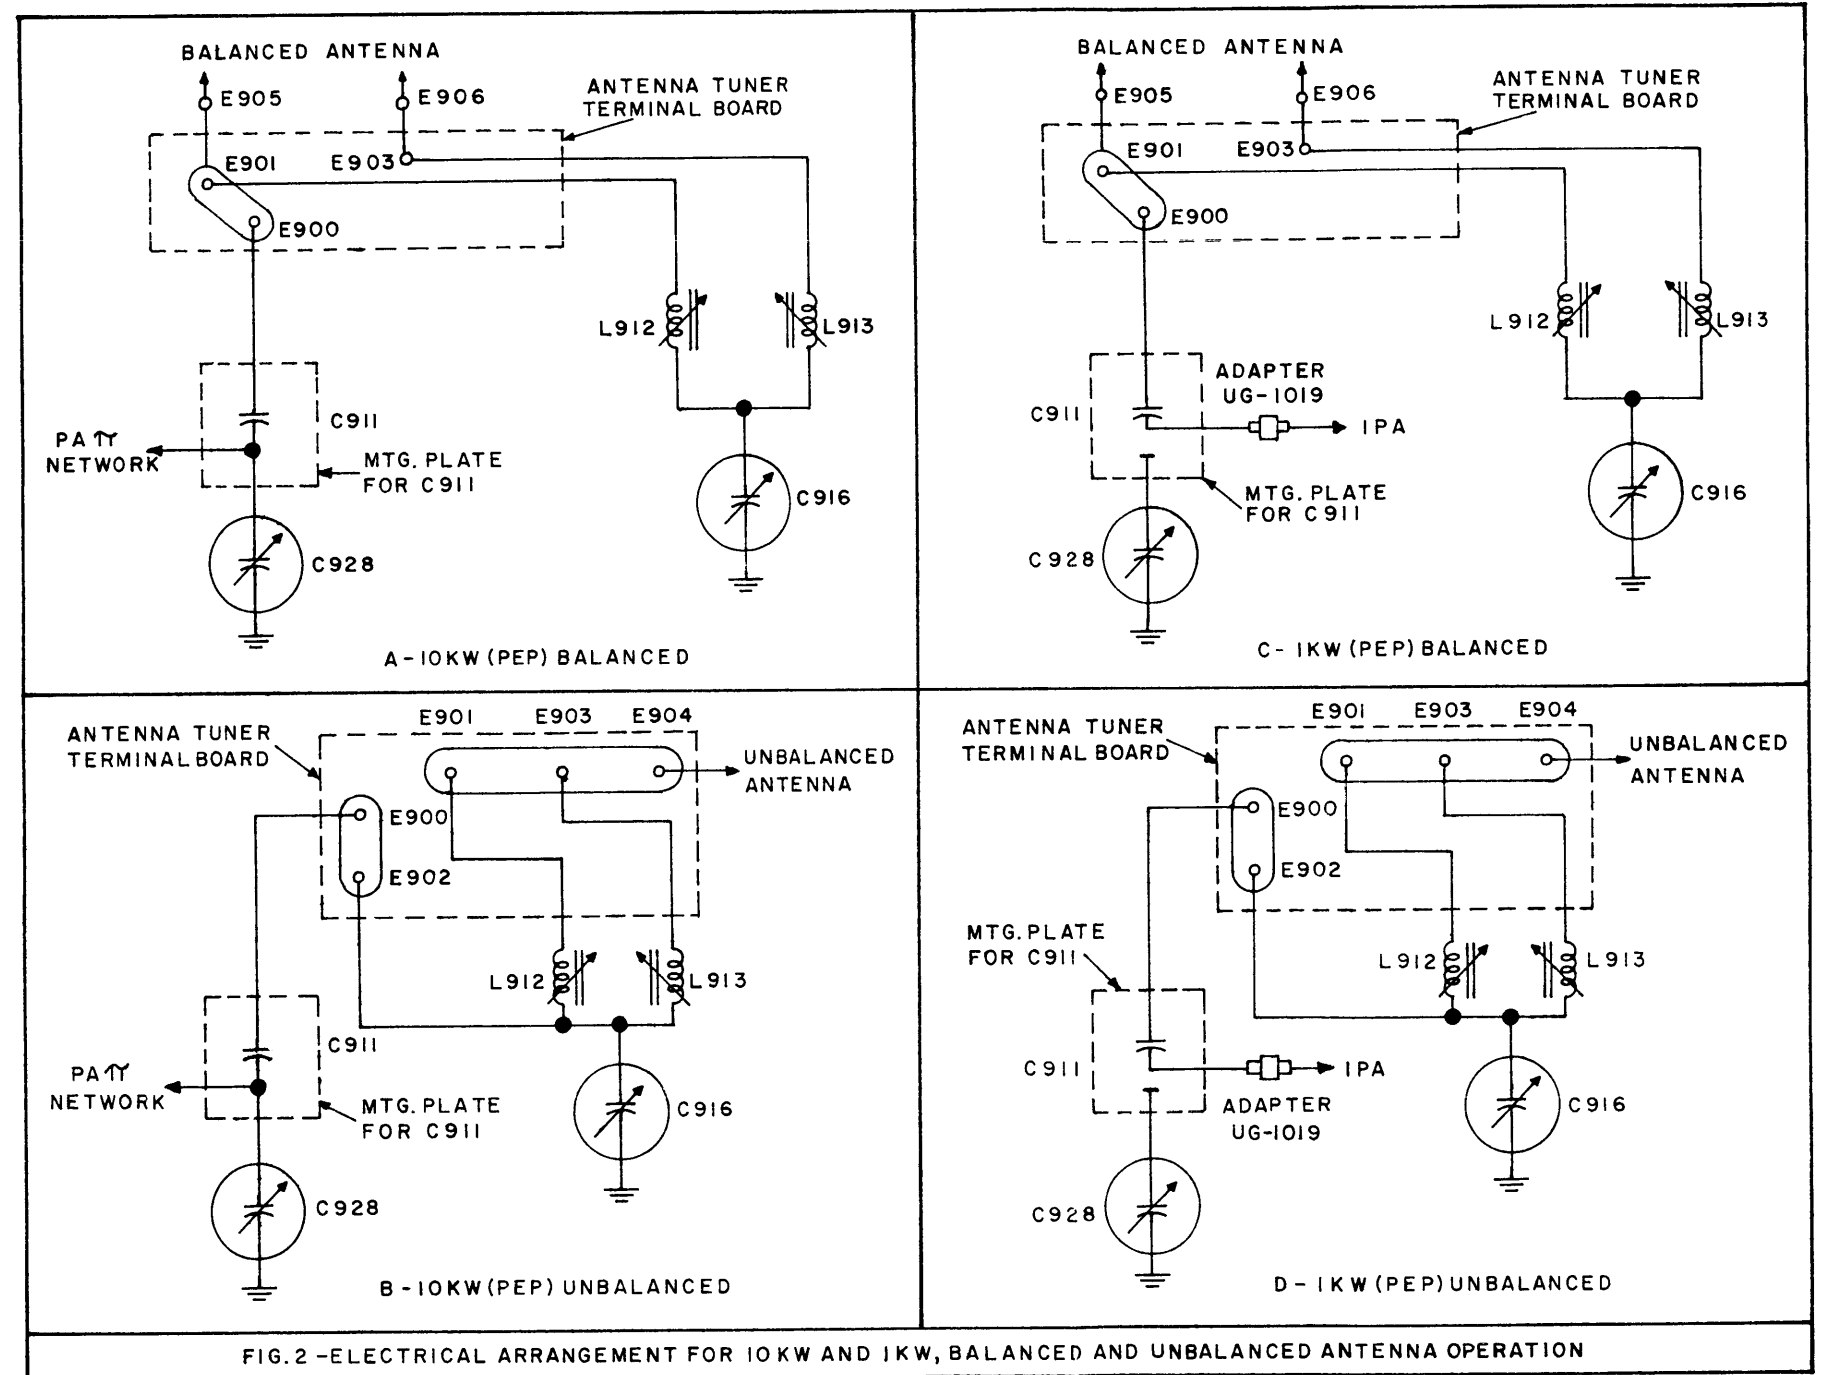 BALANCED ANTENNA
E905
E906
ANTENNA TUNER
TERMINAL BOARD
E901
E903
E900
L912
L913
C911
PA π
NETWORK
MTG. PLATE
FOR C911
C916
C928
A-10KW (PEP) BALANCED
BALANCED ANTENNA
E905
E906
ANTENNA TUNER
TERMINAL BOARD
E901
E903
E900
L912
L913
ADAPTER
UG-1019
C911
IPA
MTG. PLATE
FOR C911
C916
C928
C- 1KW (PEP) BALANCED
E901
E903
E904
ANTENNA TUNER
TERMINAL BOARD
UNBALANCED
ANTENNA
E900
E902
L912
L913
C911
PA π
NETWORK
MTG. PLATE
FOR C911
C916
C928
B-10KW (PEP) UNBALANCED
E901
E903
E904
ANTENNA TUNER
TERMINAL BOARD
UNBALANCED
ANTENNA
E900
E902
MTG. PLATE
FOR C911
L912
L913
C911
IPA
ADAPTER
UG-1019
C916
C928
D- 1KW (PEP) UNBALANCED
FIG. 2 -ELECTRICAL ARRANGEMENT FOR 10KW AND 1KW, BALANCED AND UNBALANCED ANTENNA OPERATION